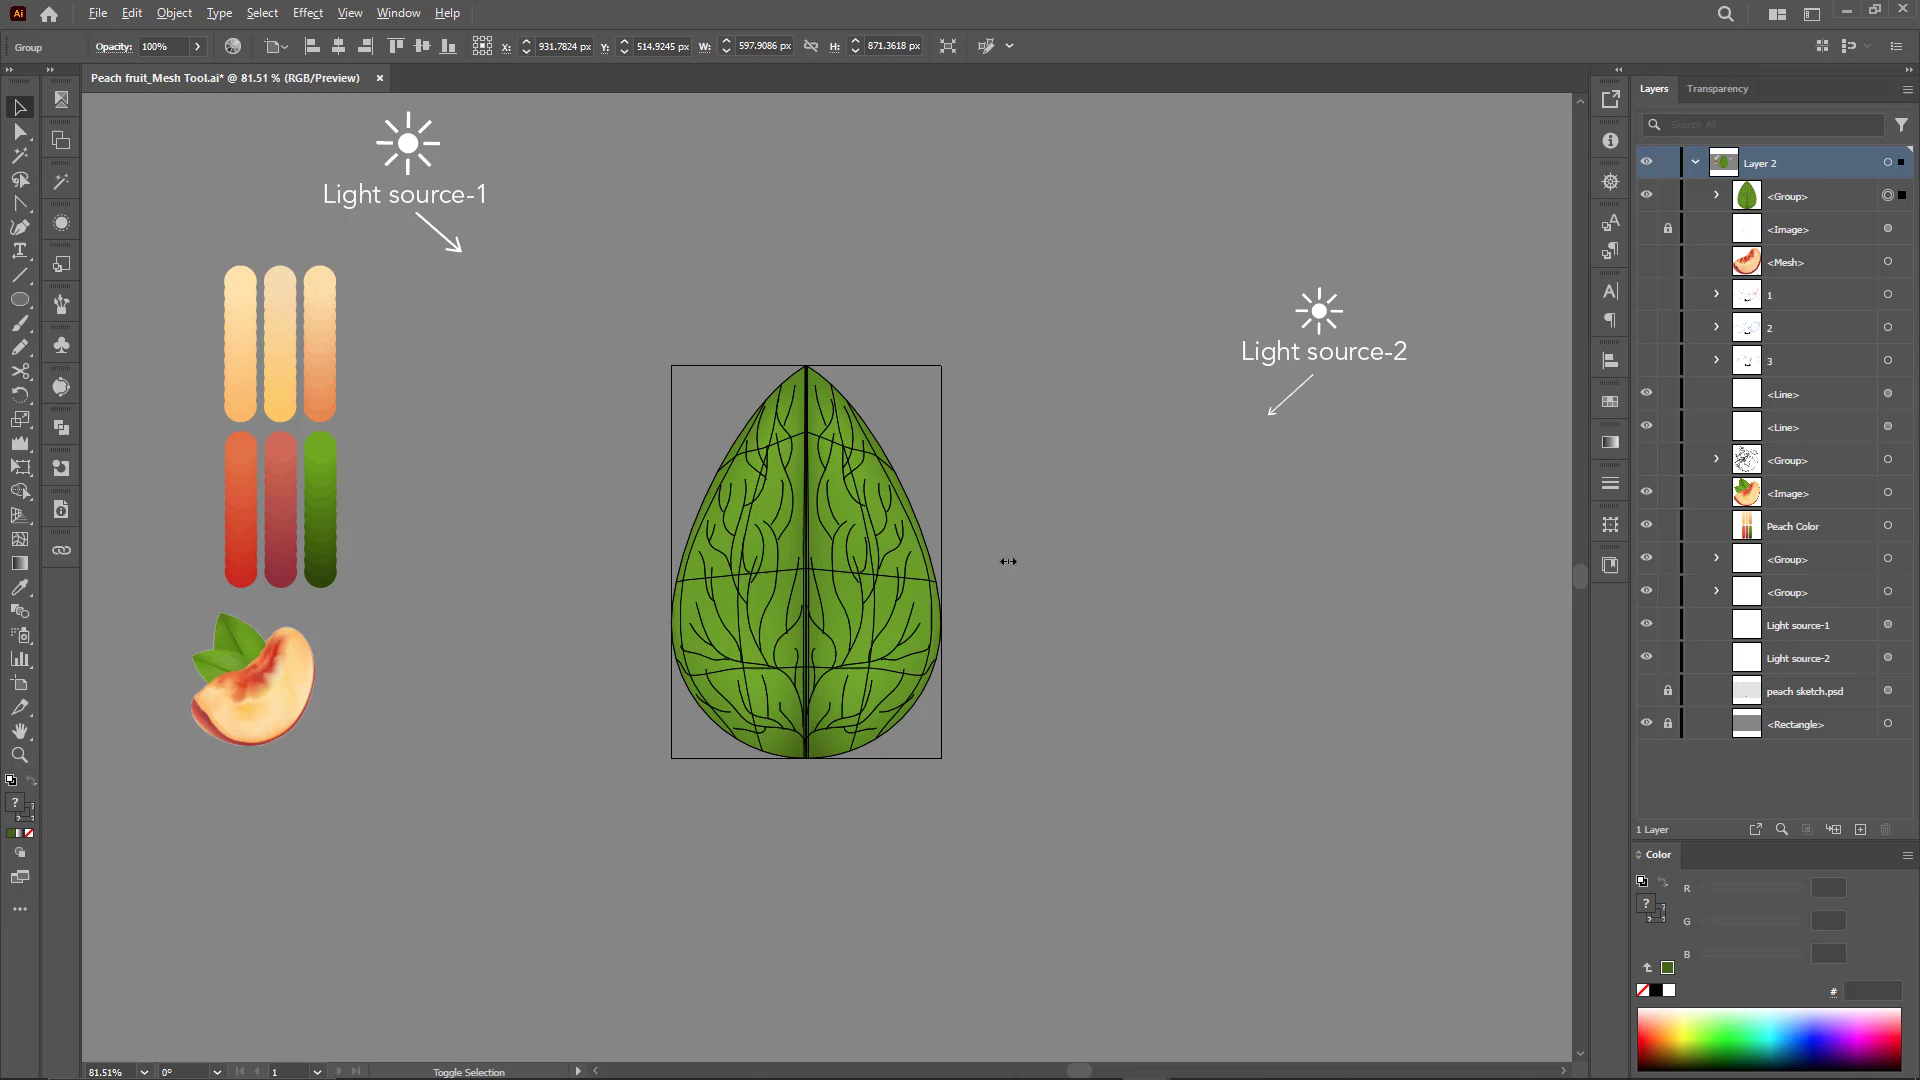 Ai File Edit Object Type Select Effect View Window Help
Group Opacity: 100% X: 931.7824 px Y: 514.9245 px W: 597.9086 px H: 871.3618 px
Peach fruit_Mesh Tool.ai* @ 81.51 % (RGB/Preview) ×
Layers Transparency
Search All
Layer 2
<Group>
<Image>
<Mesh>
1
2
3
<Line>
<Line>
<Group>
<Image>
Peach Color
<Group>
<Group>
Light source-1
Light source-2
peach sketch.psd
<Rectangle>
1 Layer
Color
R
G
B
#
Light source-1
Light source-2
81.51% 0° 1 Toggle Selection